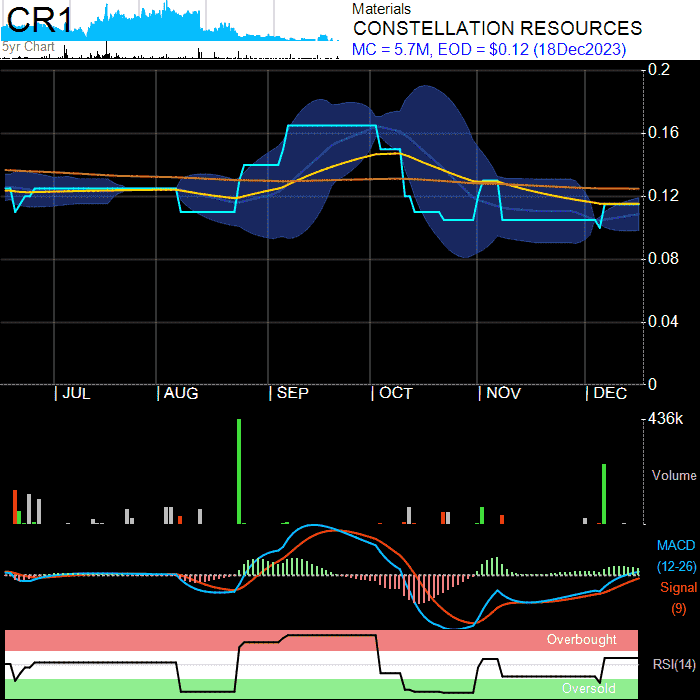 CR1
5yr Chart
Materials
CONSTELLATION RESOURCES
MC = 5.7M, EOD = $0.12 (18Dec2023)
0.2
0.16
0.12
0.08
0.04
0
JUL
AUG
SEP
OCT
NOV
DEC
436k
Volume
MACD
(12-26)
Signal
(9)
Overbought
RSI(14)
Oversold